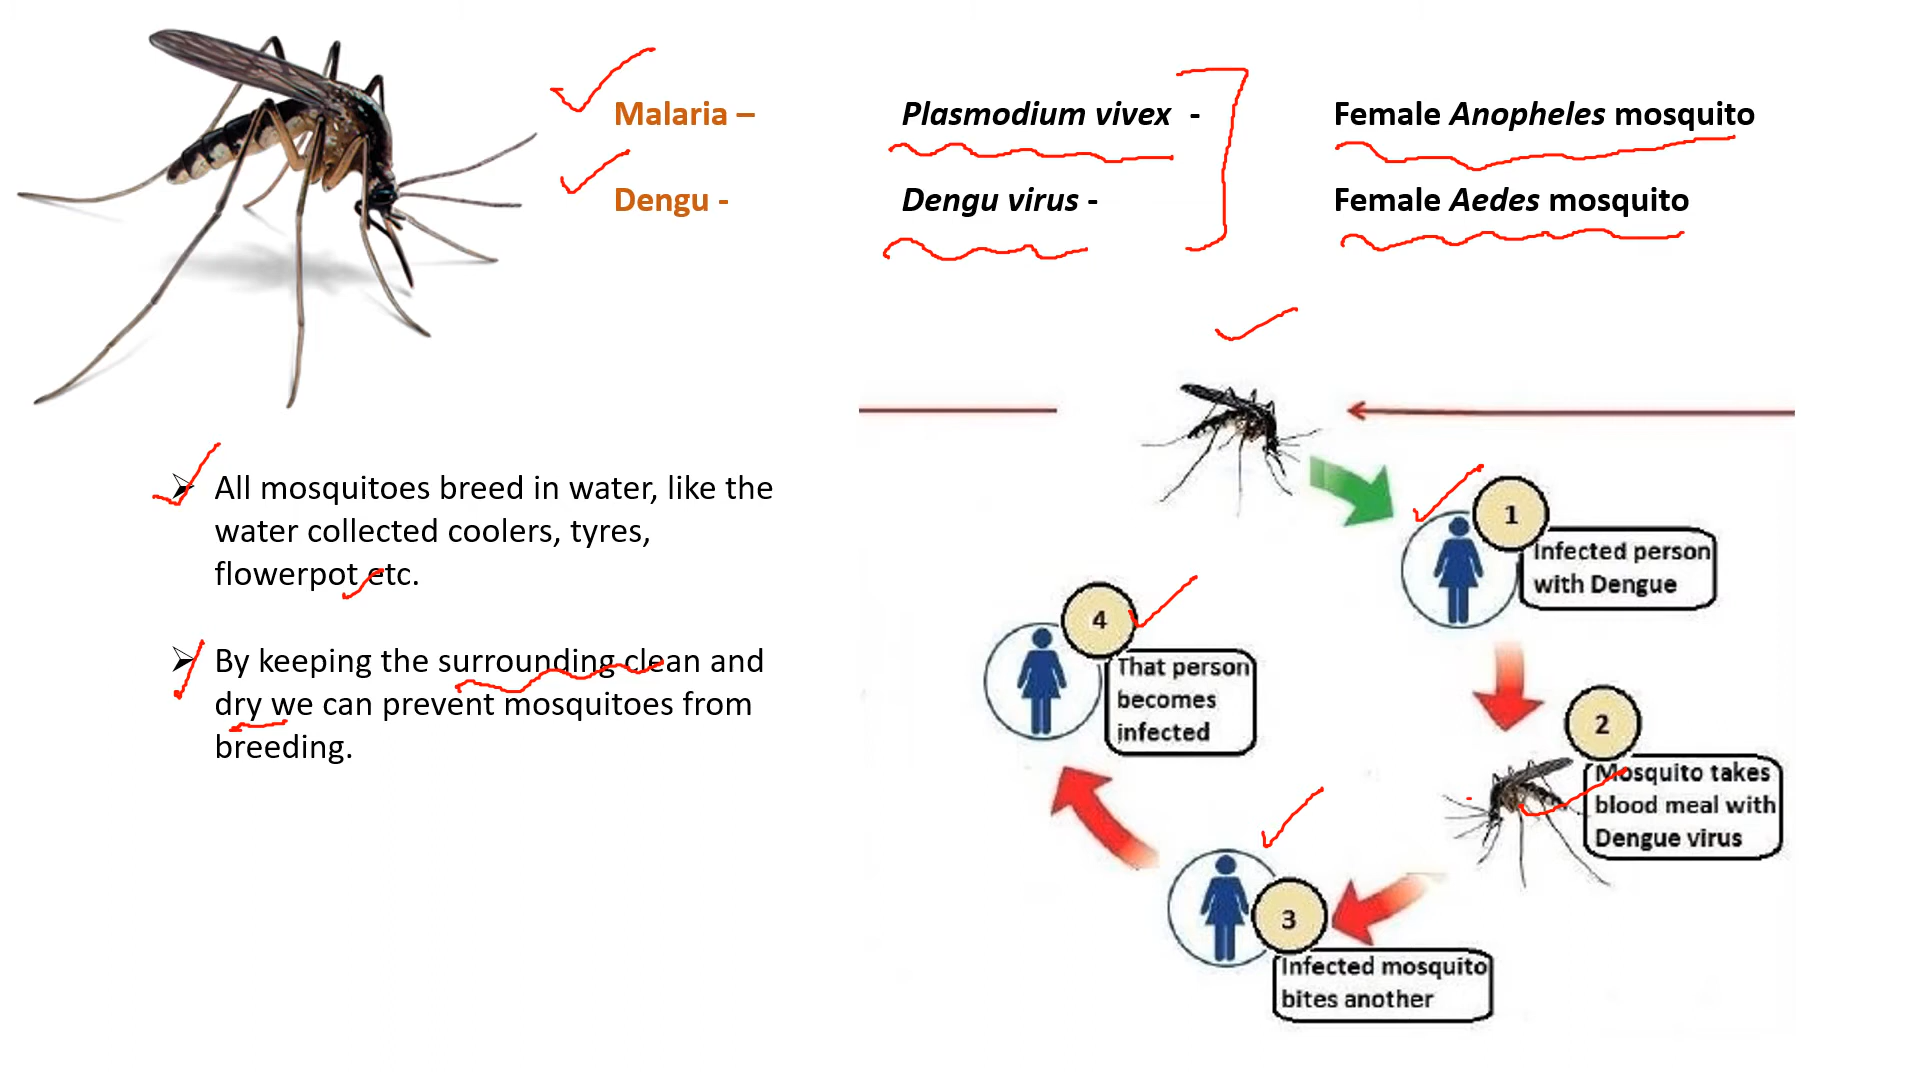 Malaria – Plasmodium vivex - Female Anopheles mosquito
Dengu - Dengu virus - Female Aedes mosquito
All mosquitoes breed in water, like the
water collected coolers, tyres,
flowerpot etc.
By keeping the surrounding clean and
dry we can prevent mosquitoes from
breeding.
1
Infected person
with Dengue
2
Mosquito takes
blood meal with
Dengue virus
3
Infected mosquito
bites another
4
That person
becomes
infected